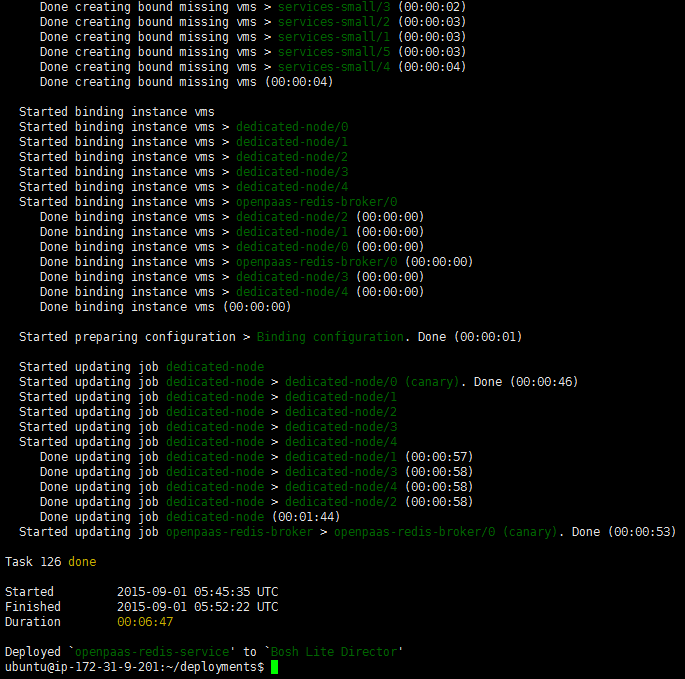 Done creating bound missing vms > services-small/3 (00:00:02)
Done creating bound missing vms > services-small/2 (00:00:03)
Done creating bound missing vms > services-small/1 (00:00:03)
Done creating bound missing vms > services-small/5 (00:00:03)
Done creating bound missing vms > services-small/4 (00:00:04)
Done creating bound missing vms (00:00:04)
Started binding instance vms
Started binding instance vms > dedicated-node/0
Started binding instance vms > dedicated-node/1
Started binding instance vms > dedicated-node/2
Started binding instance vms > dedicated-node/3
Started binding instance vms > dedicated-node/4
Started binding instance vms > openpaas-redis-broker/0
Done binding instance vms > dedicated-node/2 (00:00:00)
Done binding instance vms > dedicated-node/1 (00:00:00)
Done binding instance vms > dedicated-node/0 (00:00:00)
Done binding instance vms > openpaas-redis-broker/0 (00:00:00)
Done binding instance vms > dedicated-node/3 (00:00:00)
Done binding instance vms > dedicated-node/4 (00:00:00)
Done binding instance vms (00:00:00)
Started preparing configuration > Binding configuration. Done (00:00:01)
Started updating job dedicated-node
Started updating job dedicated-node > dedicated-node/0 (canary). Done (00:00:46)
Started updating job dedicated-node > dedicated-node/1
Started updating job dedicated-node > dedicated-node/2
Started updating job dedicated-node > dedicated-node/3
Started updating job dedicated-node > dedicated-node/4
Done updating job dedicated-node > dedicated-node/1 (00:00:57)
Done updating job dedicated-node > dedicated-node/3 (00:00:58)
Done updating job dedicated-node > dedicated-node/4 (00:00:58)
Done updating job dedicated-node > dedicated-node/2 (00:00:58)
Done updating job dedicated-node (00:01:44)
Started updating job openpaas-redis-broker > openpaas-redis-broker/0 (canary). Done (00:00:53)
Task 126 done
Started 2015-09-01 05:45:35 UTC
Finished 2015-09-01 05:52:22 UTC
Duration 00:06:47
Deployed `openpaas-redis-service' to `Bosh Lite Director'
ubuntu@ip-172-31-9-201:~/deployments$